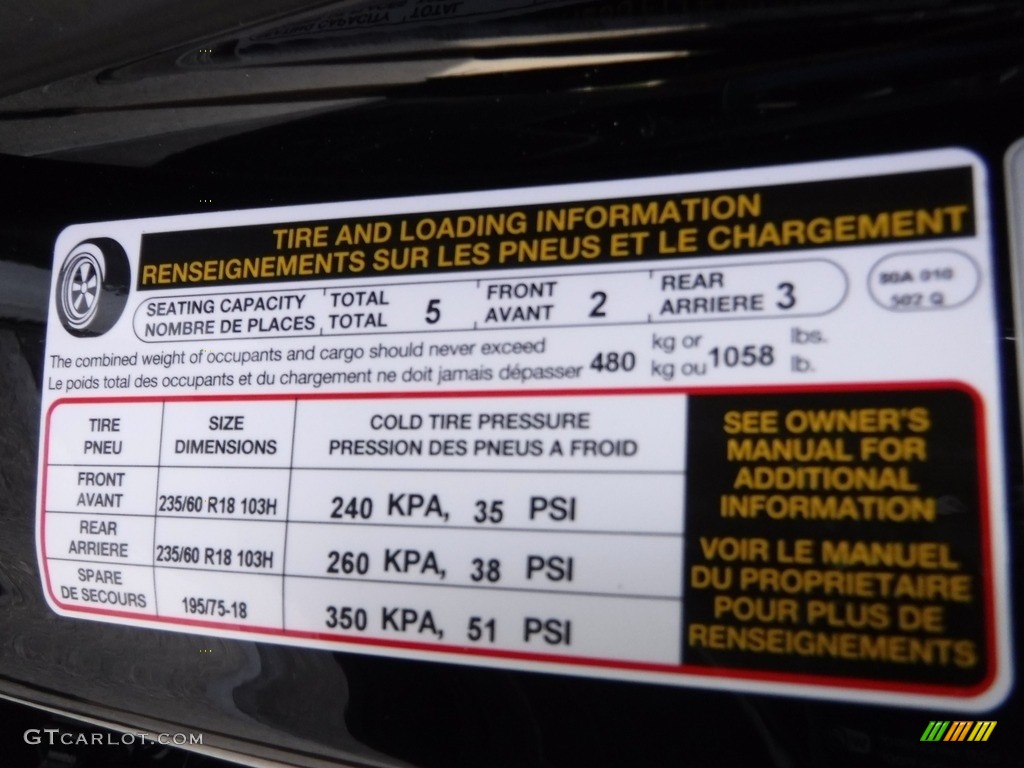 TIRE AND LOADING INFORMATION
RENSEIGNEMENTS SUR LES PNEUS ET LE CHARGEMENT
SEATING CAPACITY TOTAL 5 FRONT 2 REAR 3
NOMBRE DE PLACES TOTAL AVANT ARRIERE
80A 010
502 Q
The combined weight of occupants and cargo should never exceed 480 kg or 1058 lbs.
Le poids total des occupants et du chargement ne doit jamais dépasser kg ou lb.
TIRE SIZE COLD TIRE PRESSURE
PNEU DIMENSIONS PRESSION DES PNEUS A FROID
FRONT
AVANT 235/60 R18 103H 240 KPA, 35 PSI
REAR
ARRIERE 235/60 R18 103H 260 KPA, 38 PSI
SPARE
DE SECOURS 195/75-18 350 KPA, 51 PSI
SEE OWNER'S
MANUAL FOR
ADDITIONAL
INFORMATION
VOIR LE MANUEL
DU PROPRIETAIRE
POUR PLUS DE
RENSEIGNEMENTS
GTCARLOT.COM